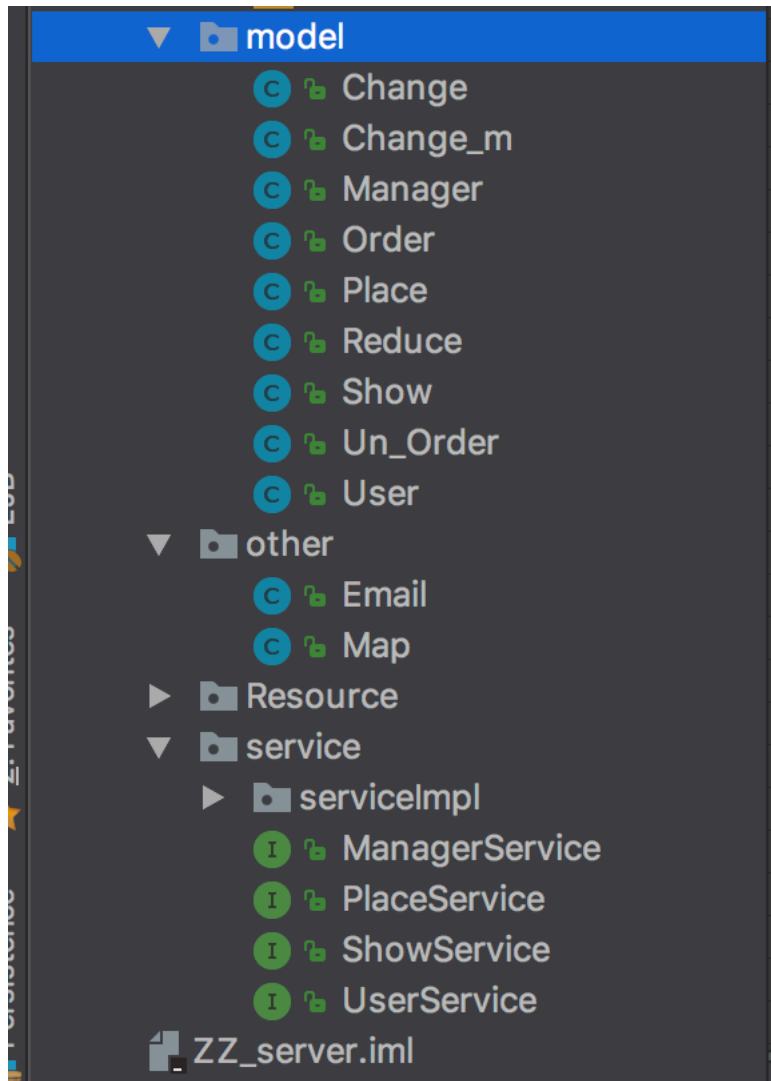 model
C Change
C Change_m
C Manager
C Order
C Place
C Reduce
C Show
C Un_Order
C User
other
C Email
C Map
Resource
service
serviceImpl
I ManagerService
I PlaceService
I ShowService
I UserService
ZZ_server.iml